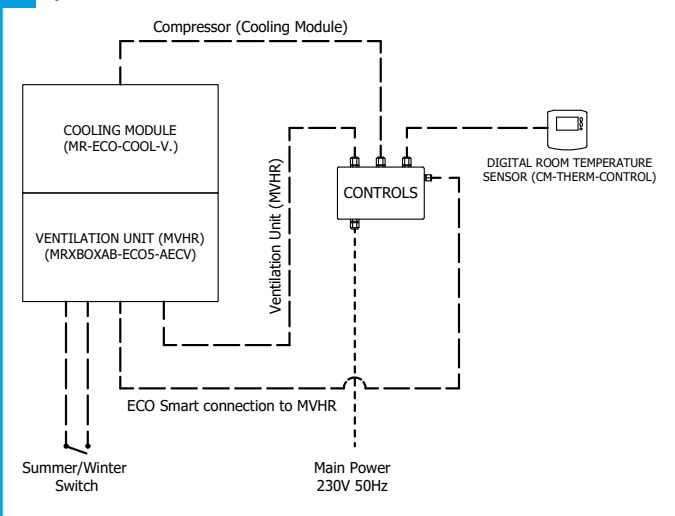 Compressor (Cooling Module)
COOLING MODULE
(MR-ECO-COOL-V.)
VENTILATION UNIT (MVHR)
(MRXBOXAB-ECO5-AECV)
Ventilation Unit (MVHR)
CONTROLS
DIGITAL ROOM TEMPERATURE
SENSOR (CM-THERM-CONTROL)
ECO Smart connection to MVHR
Summer/Winter
Switch
Main Power
230V 50Hz